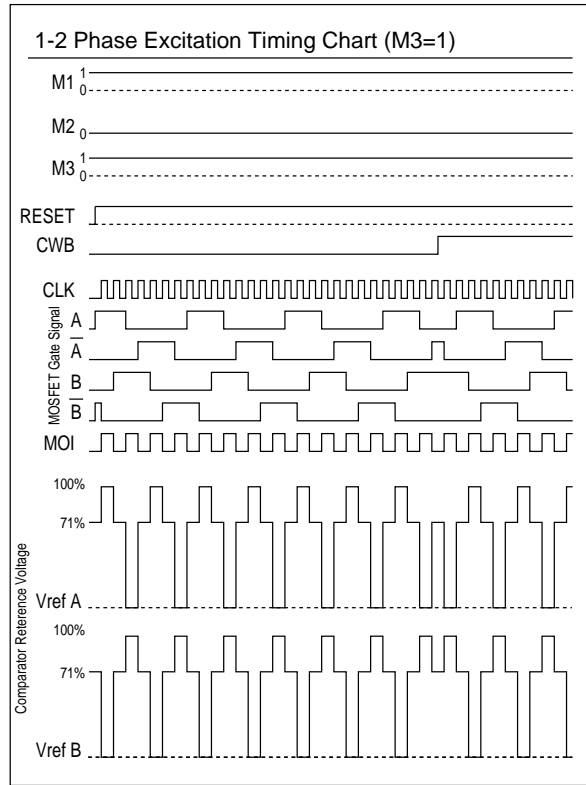 1-2 Phase Excitation Timing Chart (M3=1)
M1 1
0
M2 0
M3 1
0
RESET
CWB
CLK
MOSFET Gate Signal
A
A̅
B
B̅
MOI
Comparator Reterence Voltage
100%
71%
Vref A
100%
71%
Vref B